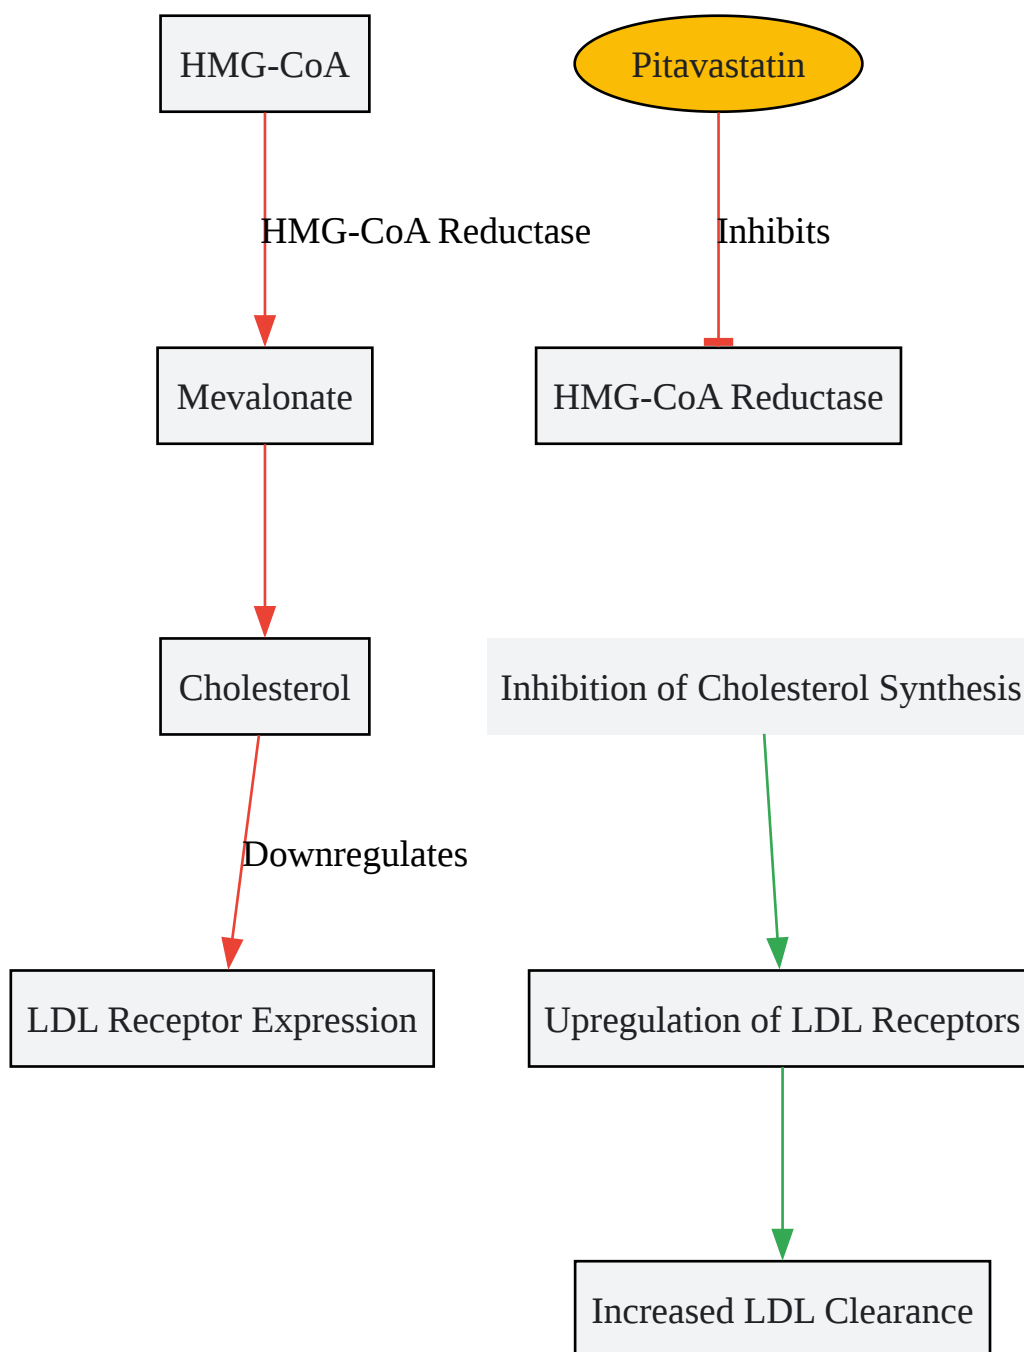 HMG-CoA
Pitavastatin
HMG-CoA Reductase
Inhibits
Mevalonate
HMG-CoA Reductase
Cholesterol
Inhibition of Cholesterol Synthesis
Downregulates
LDL Receptor Expression
Upregulation of LDL Receptors
Increased LDL Clearance